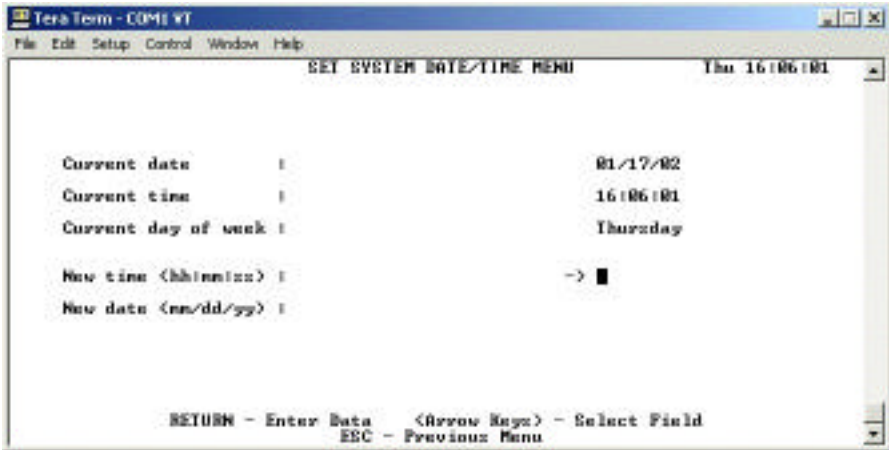 Tera Term - COM1 VT
File Edit Setup Control Window Help
SET SYSTEM DATE/TIME MENU Thu 16:06:01
Current date : 01/17/02
Current time : 16:06:01
Current day of week : Thursday
New time (hh:mm:ss) : ->
New date (mm/dd/yy) :
RETURN - Enter Data <Arrow Keys> - Select Field
ESC - Previous Menu